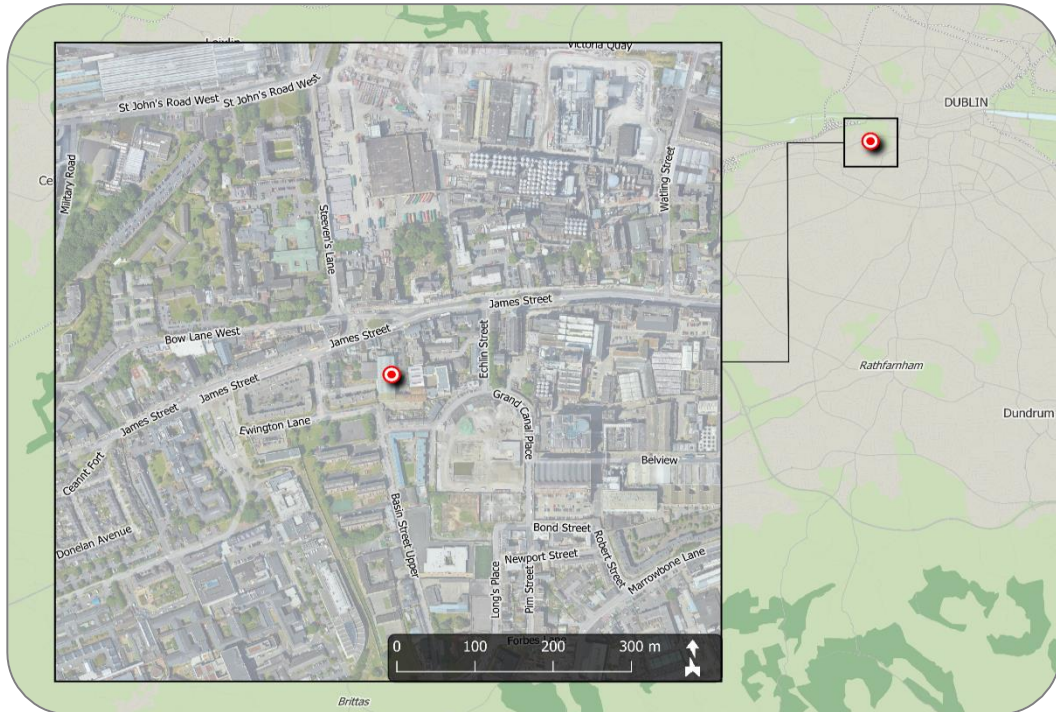 Victoria Quay
St John's Road West
St John's Road West
DUBLIN
Military Road
Steeven's Lane
Watling Street
James Street
Bow Lane West
James Street
Echlin Street
Rathfarnham
James Street
Grand Canal Place
James Street
Dundrum
Ewington Lane
Belview
Ceannt Fort
Basin Street Upper
Bond Street
Donelan Avenue
Newport Street
Robert Street
Marrowbone Lane
Long's Place
Pim Street
0 100 200 300 m
Brittas